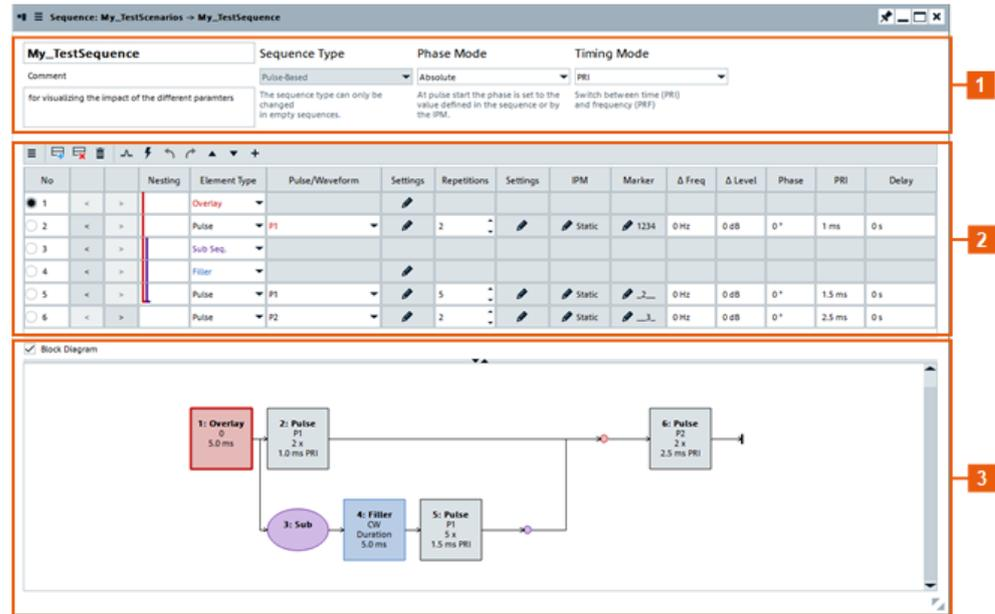 Sequence: My_TestScenarios -> My_TestSequence
My_TestSequence
Comment
for visualizing the impact of the different paramters
Sequence Type
Pulse-Based
The sequence type can only be
changed
in empty sequences.
Phase Mode
Absolute
At pulse start the phase is set to the
value defined in the sequence or by
the IPM.
Timing Mode
PRI
Switch between time (PRI)
and frequency (PRF)
1
No Nesting Element Type Pulse/Waveform Settings Repetitions Settings IPM Marker Δ Freq Δ Level Phase PRI Delay
1 < > Overlay
2 < > Pulse P1 2 Static 1234 0 Hz 0 dB 0 ° 1 ms 0 s
3 < > Sub Seq.
4 < > Filler
5 < > Pulse P1 5 Static _2__ 0 Hz 0 dB 0 ° 1.5 ms 0 s
6 < > Pulse P2 2 Static __3_ 0 Hz 0 dB 0 ° 2.5 ms 0 s
2
Block Diagram
1: Overlay
0
5.0 ms
2: Pulse
P1
2 x
1.0 ms PRI
6: Pulse
P2
2 x
2.5 ms PRI
3: Sub
4: Filler
CW
Duration
5.0 ms
5: Pulse
P1
5 x
1.5 ms PRI
3